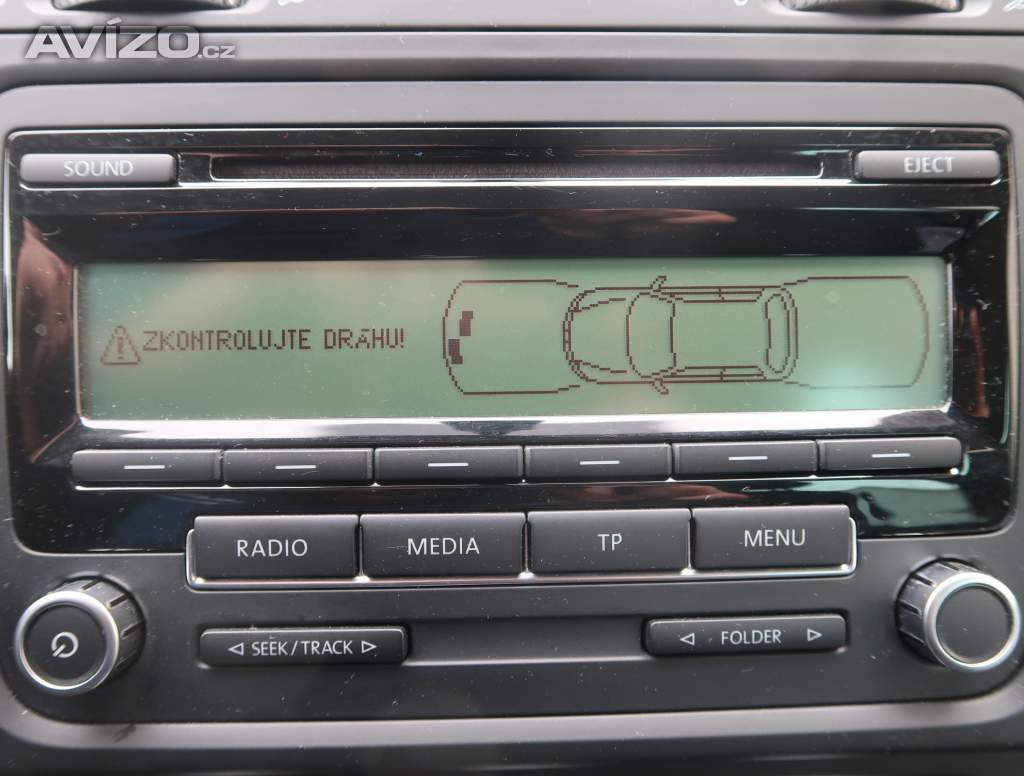 AVÍZO.cz
SOUND
EJECT
ZKONTROLUJTE DRÁHU!
RADIO
MEDIA
TP
MENU
SEEK/TRACK
FOLDER